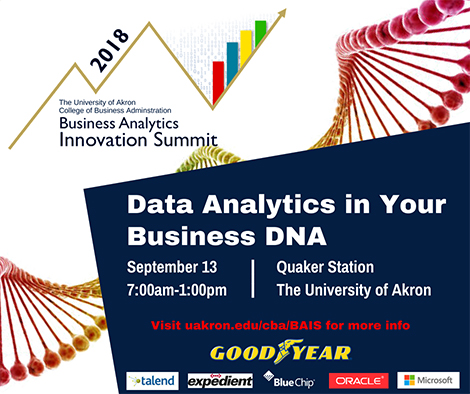 2018
The University of Akron
College of Business Adminstration
Business Analytics
Innovation Summit
Data Analytics in Your
Business DNA
September 13
7:00am-1:00pm
Quaker Station
The University of Akron
Visit uakron.edu/cba/BAIS for more info
GOODYEAR
talend
expedient
BlueChip
ORACLE
Microsoft